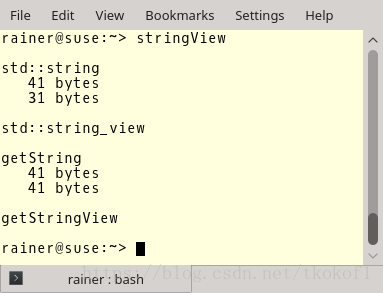 File Edit View Bookmarks Settings Help
rainer@suse:~> stringView
std::string
41 bytes
31 bytes
std::string_view
getString
41 bytes
41 bytes
getStringView
rainer@suse:~>
https://blog.csdn.net/tkokof1
rainer : bash